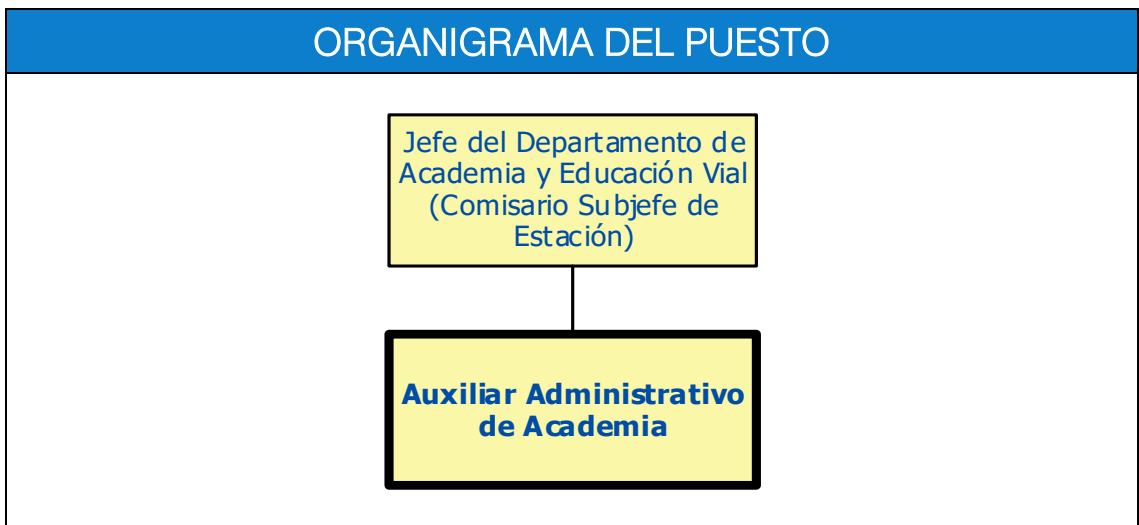 ORGANIGRAMA DEL PUESTO
Jefe del Departamento de
Academia y Educación Vial
(Comisario Subjefe de
Estación)
Auxiliar Administrativo
de Academia